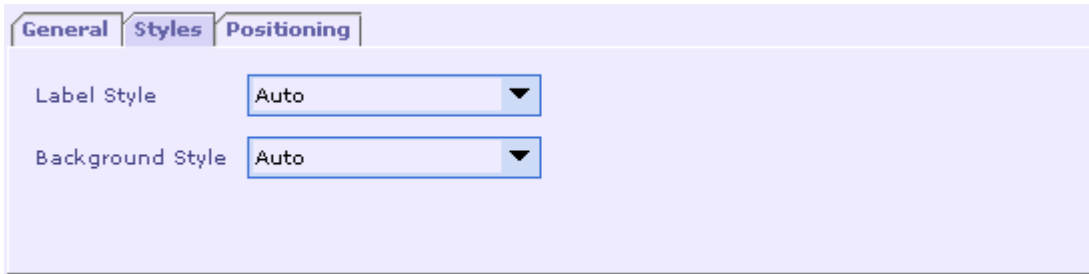 General Styles Positioning
Label Style Auto
Background Style Auto